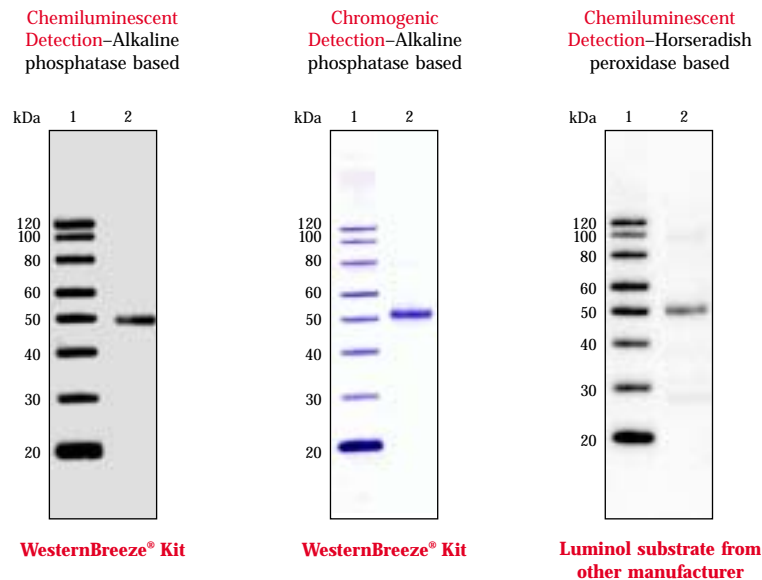 Chemiluminescent
Detection–Alkaline
phosphatase based
kDa 1 2
120
100
80
60
50
40
30
20
WesternBreeze® Kit
Chromogenic
Detection–Alkaline
phosphatase based
kDa 1 2
120
100
80
60
50
40
30
20
WesternBreeze® Kit
Chemiluminescent
Detection–Horseradish
peroxidase based
kDa 1 2
120
100
80
60
50
40
30
20
Luminol substrate from
other manufacturer